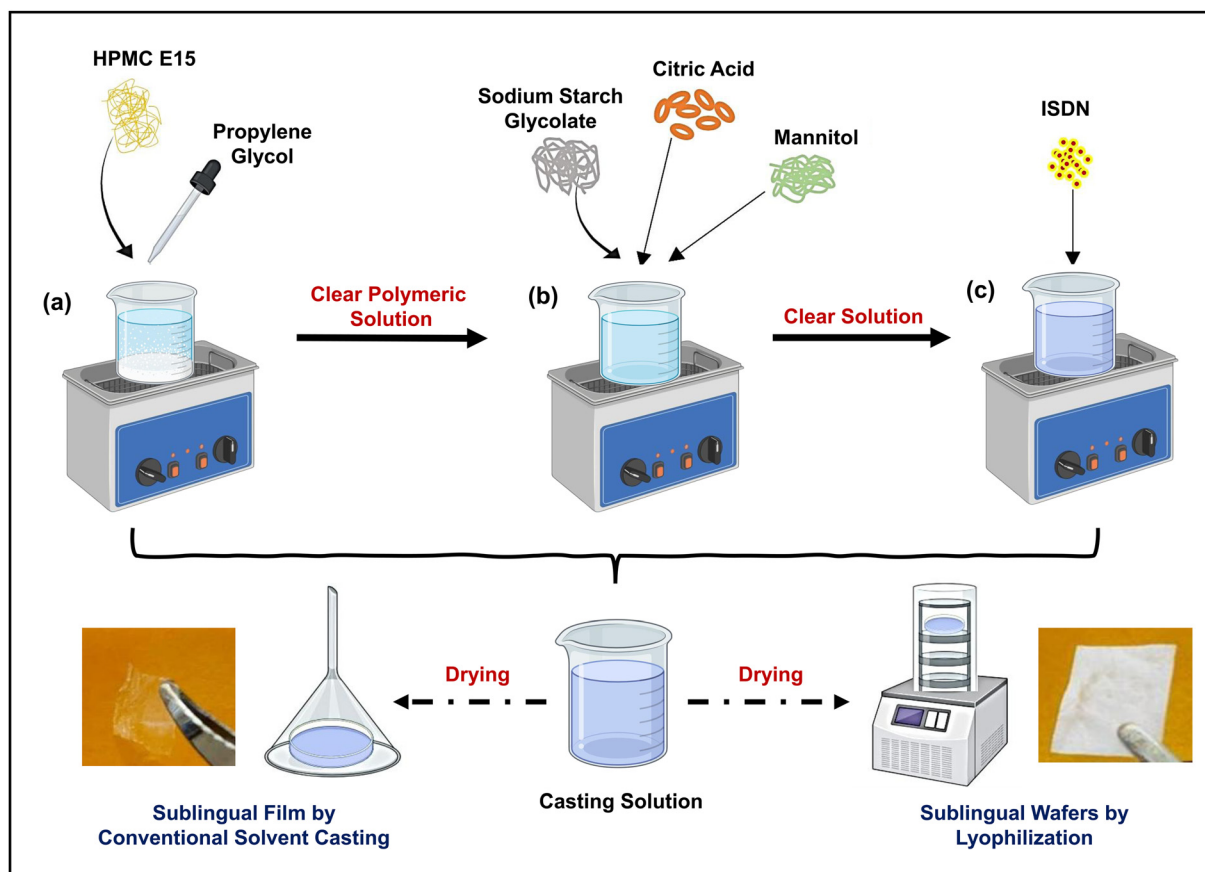 HPMC E15
Propylene
Glycol
Sodium Starch
Glycolate
Citric Acid
Mannitol
ISDN
(a)
Clear Polymeric
Solution
(b)
Clear Solution
(c)
Drying
Drying
Casting Solution
Sublingual Film by
Conventional Solvent Casting
Sublingual Wafers by
Lyophilization